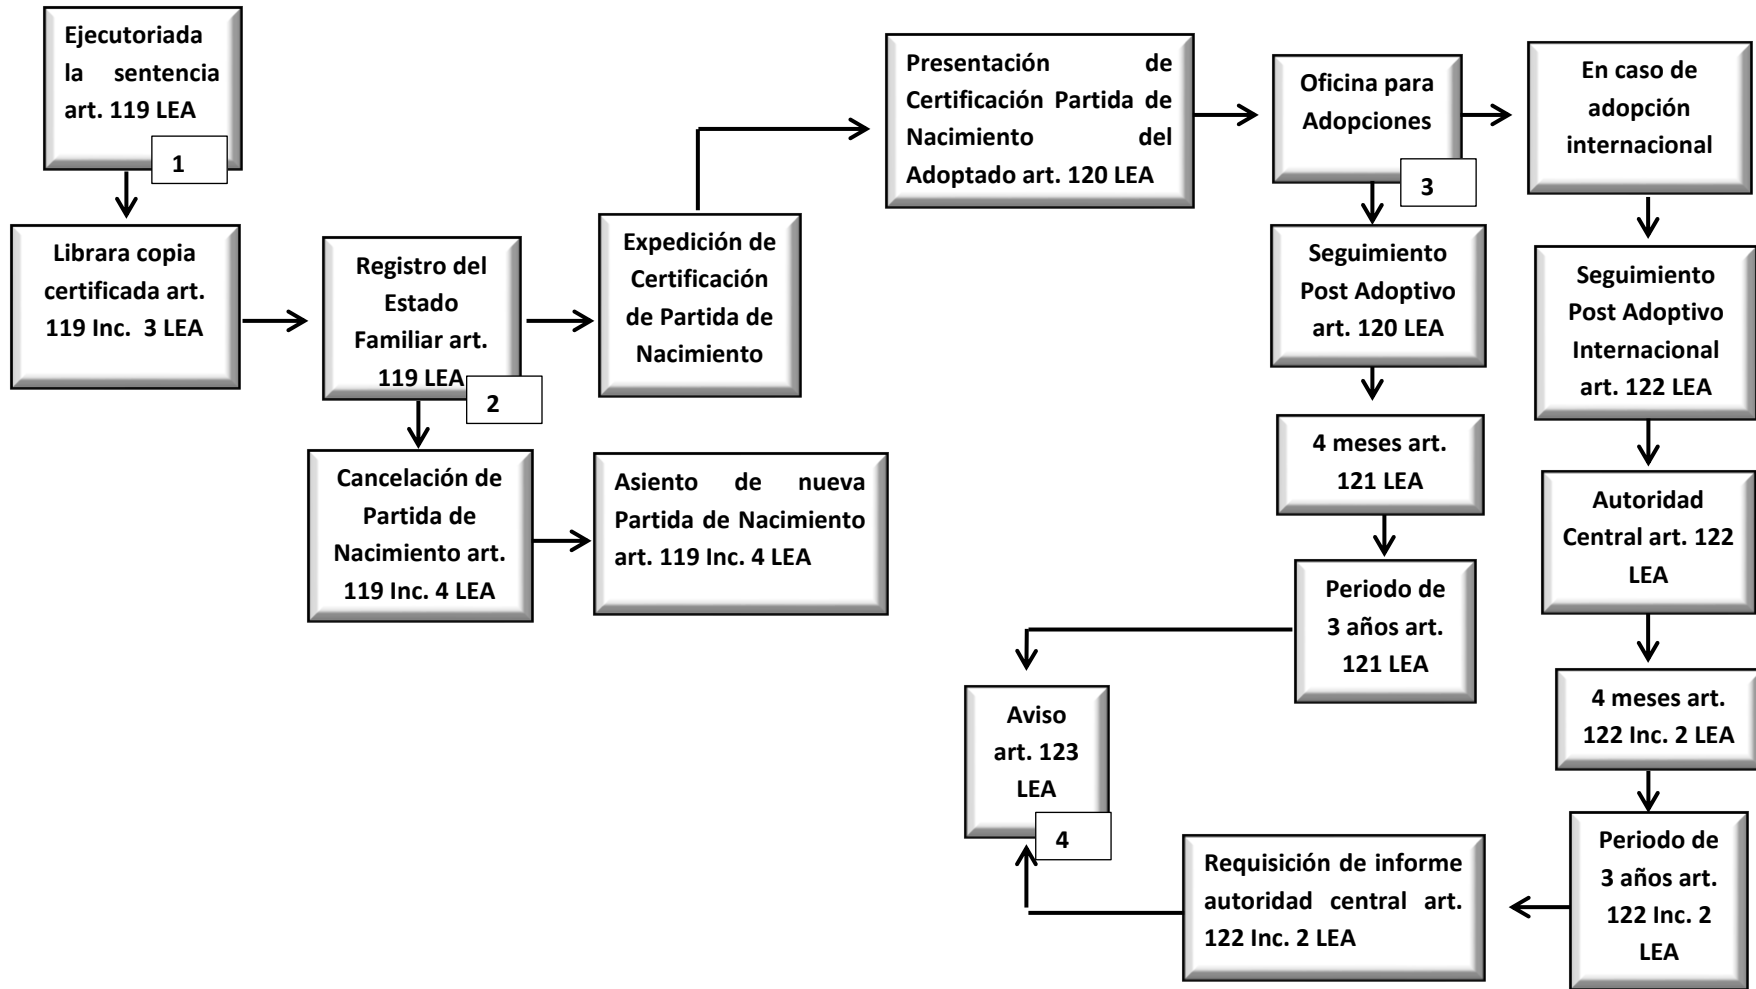 Ejecutoriada
la sentencia
art. 119 LEA
1
Librara copia
certificada art.
119 Inc. 3 LEA
Registro del
Estado
Familiar art.
119 LEA
2
Cancelación de
Partida de
Nacimiento art.
119 Inc. 4 LEA
Asiento de nueva
Partida de Nacimiento
art. 119 Inc. 4 LEA
Expedición de
Certificación
de Partida de
Nacimiento
Presentación de
Certificación Partida de
Nacimiento del
Adoptado art. 120 LEA
Oficina para
Adopciones
3
Seguimiento
Post Adoptivo
art. 120 LEA
4 meses art.
121 LEA
Periodo de
3 años art.
121 LEA
En caso de
adopción
internacional
Seguimiento
Post Adoptivo
Internacional
art. 122 LEA
Autoridad
Central art. 122
LEA
4 meses art.
122 Inc. 2 LEA
Periodo de
3 años art.
122 Inc. 2
LEA
Requisición de informe
autoridad central art.
122 Inc. 2 LEA
Aviso
art. 123
LEA
4